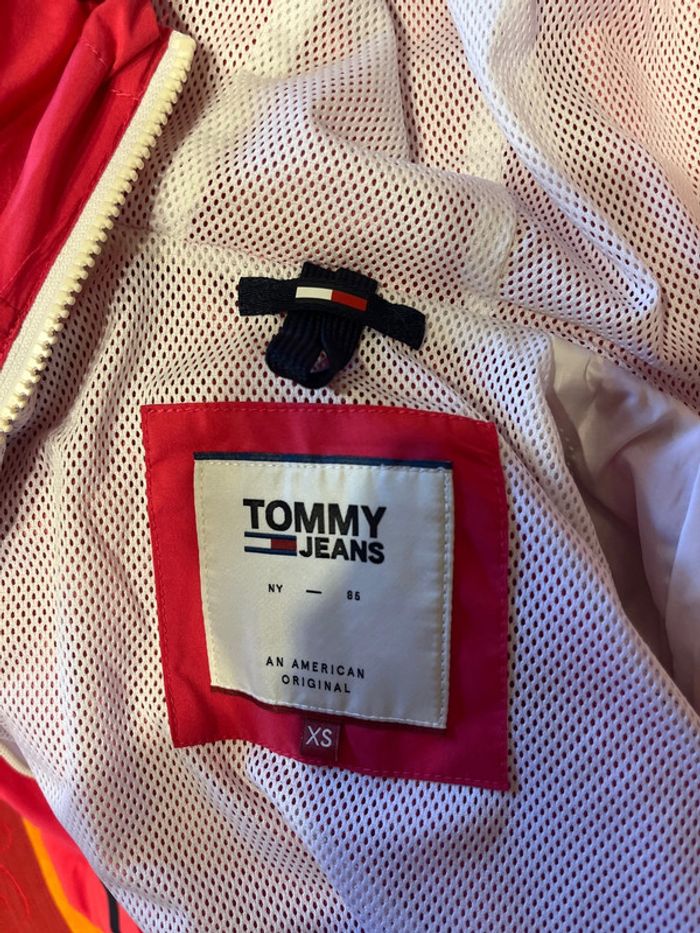 TOMMY
JEANS
NY — 85
AN AMERICAN
ORIGINAL
XS